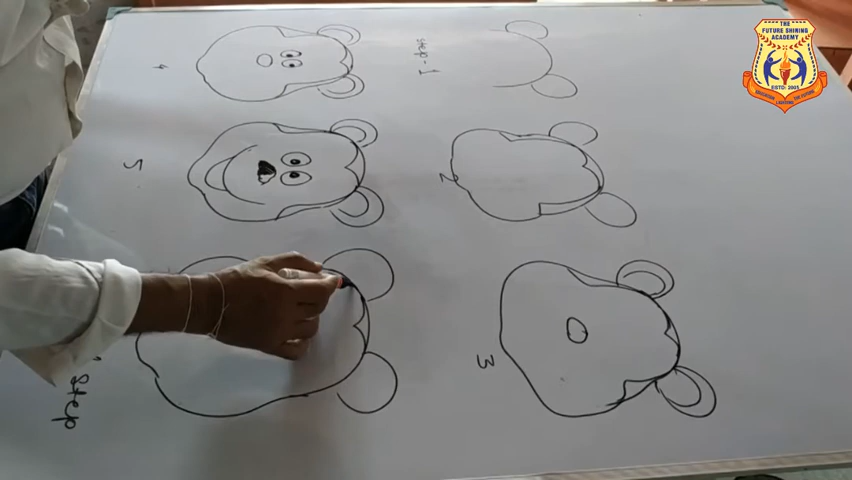 THE
FUTURE SHINING
ACADEMY
ESTD: 2005
Step-1
2
3
4
5
Step